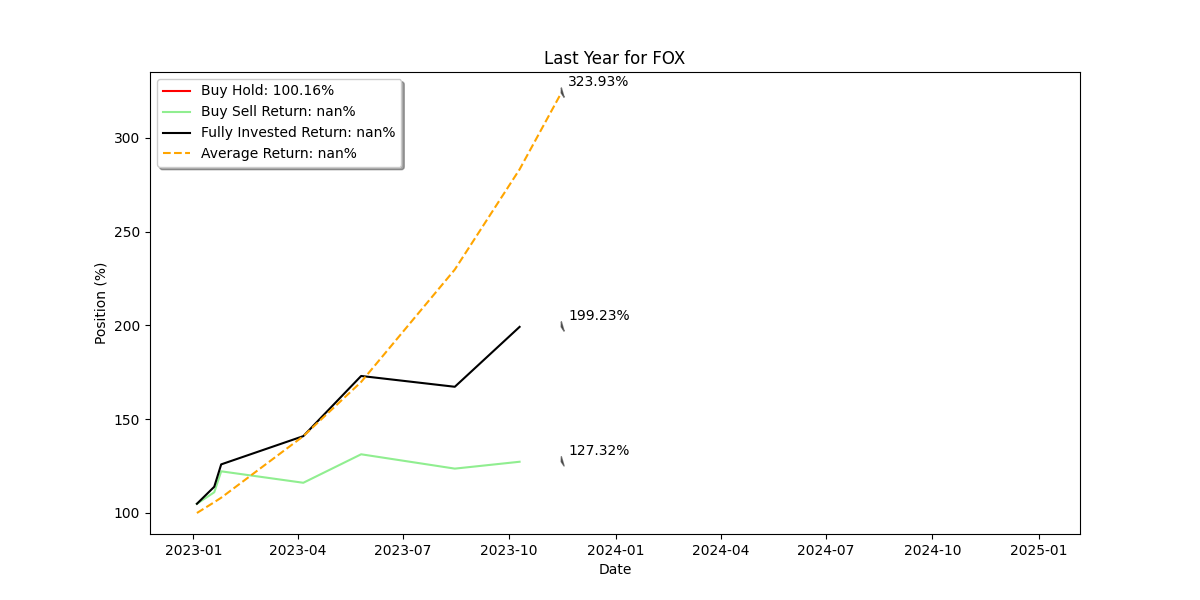 Last Year for FOX
Buy Hold: 100.16%
Buy Sell Return: nan%
Fully Invested Return: nan%
Average Return: nan%
323.93%
199.23%
127.32%
Position (%)
300
250
200
150
100
2023-01 2023-04 2023-07 2023-10 2024-01 2024-04 2024-07 2024-10 2025-01
Date